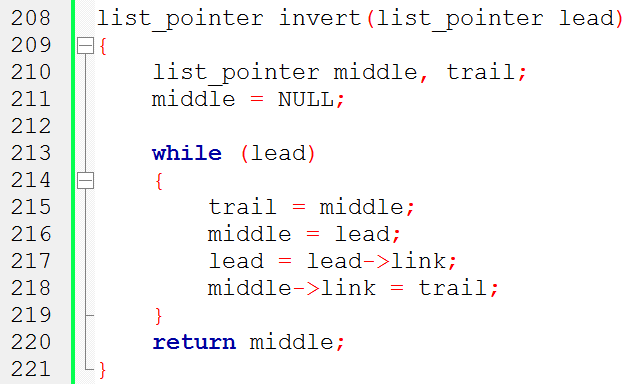 208 list_pointer invert(list_pointer lead)
209 {
210     list_pointer middle, trail;
211     middle = NULL;
212
213     while (lead)
214     {
215         trail = middle;
216         middle = lead;
217         lead = lead->link;
218         middle->link = trail;
219     }
220     return middle;
221 }